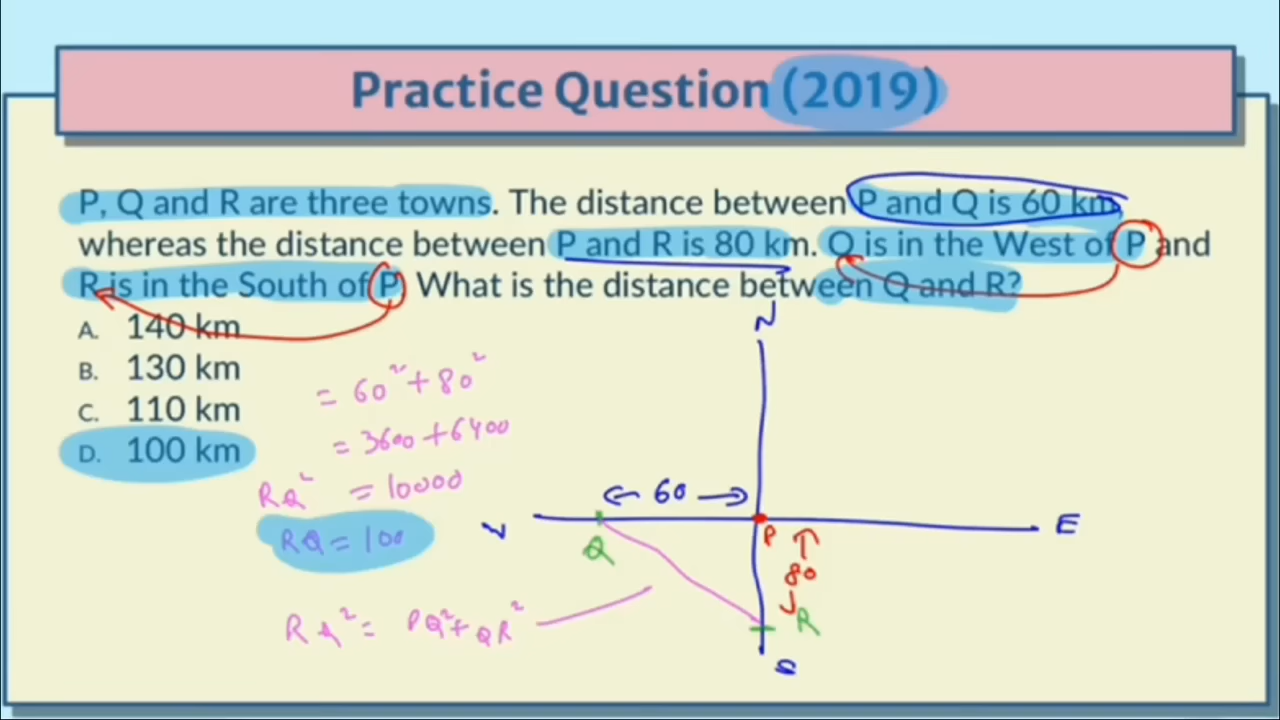 Practice Question (2019)
P, Q and R are three towns. The distance between P and Q is 60 km,
whereas the distance between P and R is 80 km. Q is in the West of P and
R is in the South of P. What is the distance between Q and R?
A. 140 km
B. 130 km
C. 110 km
D. 100 km
= 60² + 80²
= 3600 + 6400
RQ² = 10000
RQ = 100
RQ² = PQ² + QR²
N
60
E
P
Q
80
R